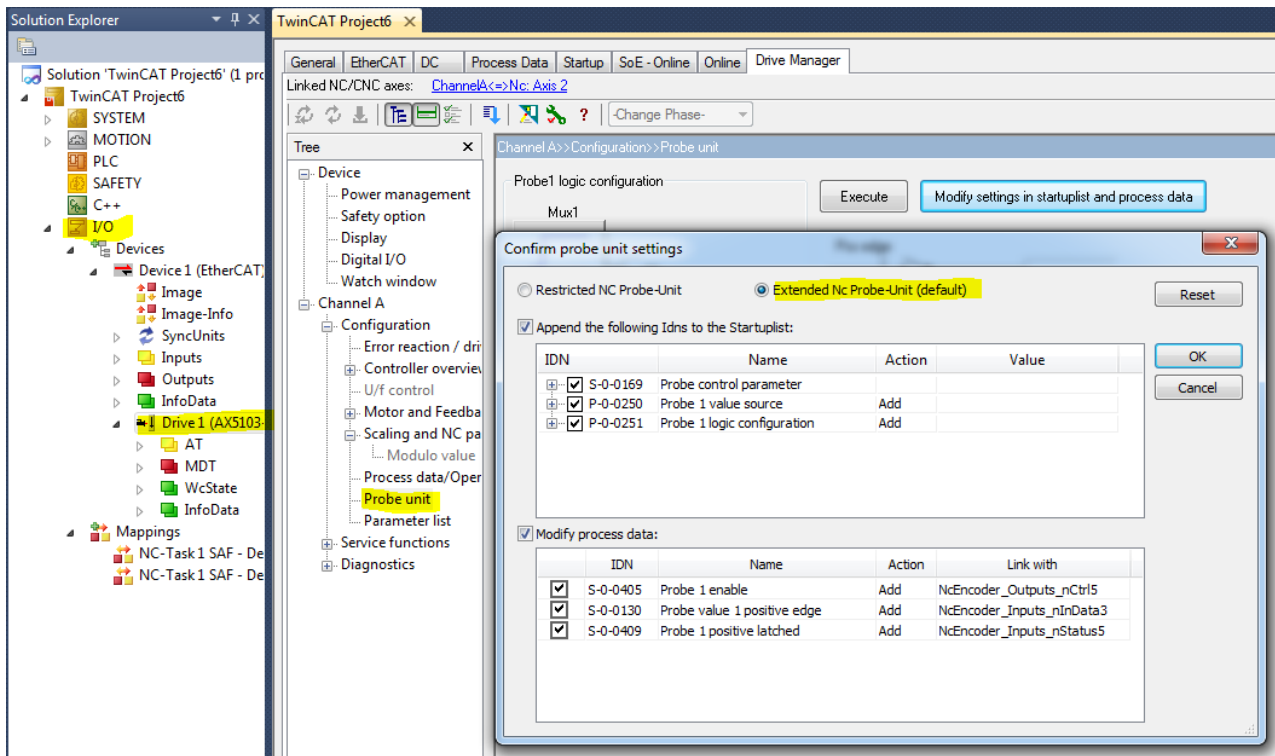 Solution Explorer
Solution 'TwinCAT Project6' (1 pro
TwinCAT Project6
SYSTEM
MOTION
PLC
SAFETY
C++
I/O
Devices
Device 1 (EtherCAT)
Image
Image-Info
SyncUnits
Inputs
Outputs
InfoData
Drive 1 (AX5103-
AT
MDT
WcState
InfoData
Mappings
NC-Task 1 SAF - De
NC-Task 1 SAF - De
TwinCAT Project6
General EtherCAT DC Process Data Startup SoE - Online Online Drive Manager
Linked NC/CNC axes: ChannelA<=>Nc: Axis 2
-Change Phase-
Tree
Device
Power management
Safety option
Display
Digital I/O
Watch window
Channel A
Configuration
Error reaction / dri
Controller overview
U/f control
Motor and Feedba
Scaling and NC pa
Modulo value
Process data/Oper
Probe unit
Parameter list
Service functions
Diagnostics
Channel A>>Configuration>>Probe unit
Probe1 logic configuration
Mux1
Execute
Modify settings in startuplist and process data
Confirm probe unit settings
Restricted NC Probe-Unit
Extended Nc Probe-Unit (default)
Reset
Append the following Idns to the Startuplist:
IDN Name Action Value
S-0-0169 Probe control parameter
P-0-0250 Probe 1 value source Add
P-0-0251 Probe 1 logic configuration Add
OK
Cancel
Modify process data:
IDN Name Action Link with
S-0-0405 Probe 1 enable Add NcEncoder_Outputs_nCtrl5
S-0-0130 Probe value 1 positive edge Add NcEncoder_Inputs_nInData3
S-0-0409 Probe 1 positive latched Add NcEncoder_Inputs_nStatus5